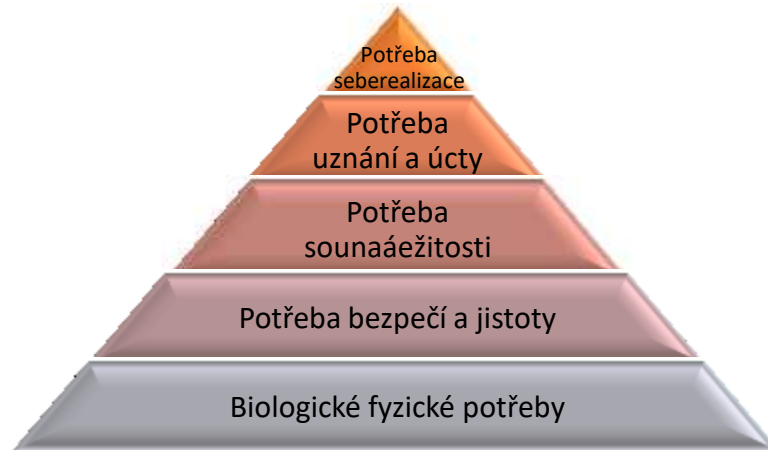 Potřeba
seberealizace
Potřeba
uznání a úcty
Potřeba
sounaáežitosti
Potřeba bezpečí a jistoty
Biologické fyzické potřeby